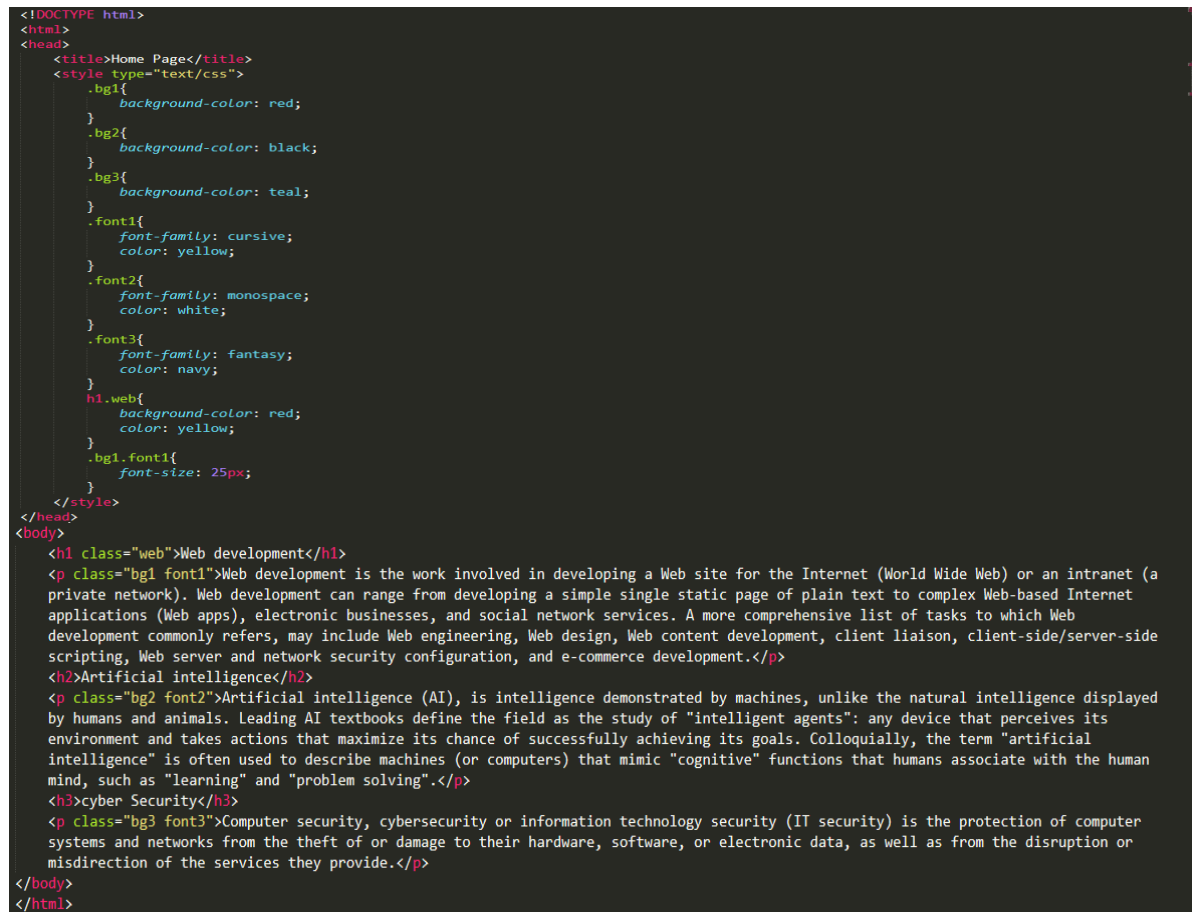 <!DOCTYPE html>
<html>
<head>
    <title>Home Page</title>
    <style type="text/css">
        .bg1{
            background-color: red;
        }
        .bg2{
            background-color: black;
        }
        .bg3{
            background-color: teal;
        }
        .font1{
            font-family: cursive;
            color: yellow;
        }
        .font2{
            font-family: monospace;
            color: white;
        }
        .font3{
            font-family: fantasy;
            color: navy;
        }
        h1.web{
            background-color: red;
            color: yellow;
        }
        .bg1.font1{
            font-size: 25px;
        }
    </style>
</head>
<body>
    <h1 class="web">Web development</h1>
    <p class="bg1 font1">Web development is the work involved in developing a Web site for the Internet (World Wide Web) or an intranet (a
    private network). Web development can range from developing a simple single static page of plain text to complex Web-based Internet
    applications (Web apps), electronic businesses, and social network services. A more comprehensive list of tasks to which Web
    development commonly refers, may include Web engineering, Web design, Web content development, client liaison, client-side/server-side
    scripting, Web server and network security configuration, and e-commerce development.</p>
    <h2>Artificial intelligence</h2>
    <p class="bg2 font2">Artificial intelligence (AI), is intelligence demonstrated by machines, unlike the natural intelligence displayed
    by humans and animals. Leading AI textbooks define the field as the study of "intelligent agents": any device that perceives its
    environment and takes actions that maximize its chance of successfully achieving its goals. Colloquially, the term "artificial
    intelligence" is often used to describe machines (or computers) that mimic "cognitive" functions that humans associate with the human
    mind, such as "learning" and "problem solving".</p>
    <h3>cyber Security</h3>
    <p class="bg3 font3">Computer security, cybersecurity or information technology security (IT security) is the protection of computer
    systems and networks from the theft of or damage to their hardware, software, or electronic data, as well as from the disruption or
    misdirection of the services they provide.</p>
</body>
</html>